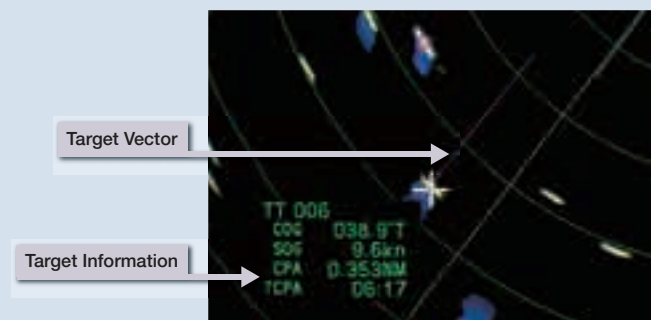 Target Vector
TT 006
COG 038.9°T
SOG 9.6kn
CPA 0.353NM
TCPA 06:17
Target Information